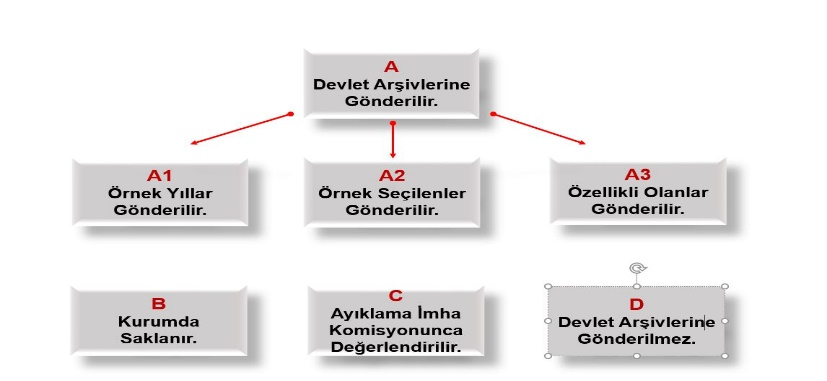 A
Devlet Arşivlerine
Gönderilir.
A1
Örnek Yıllar
Gönderilir.
A2
Örnek Seçilenler
Gönderilir.
A3
Özellikli Olanlar
Gönderilir.
B
Kurumda
Saklanır.
C
Ayıklama İmha
Komisyonunca
Değerlendirilir.
D
Devlet Arşivlerine
Gönderilmez.